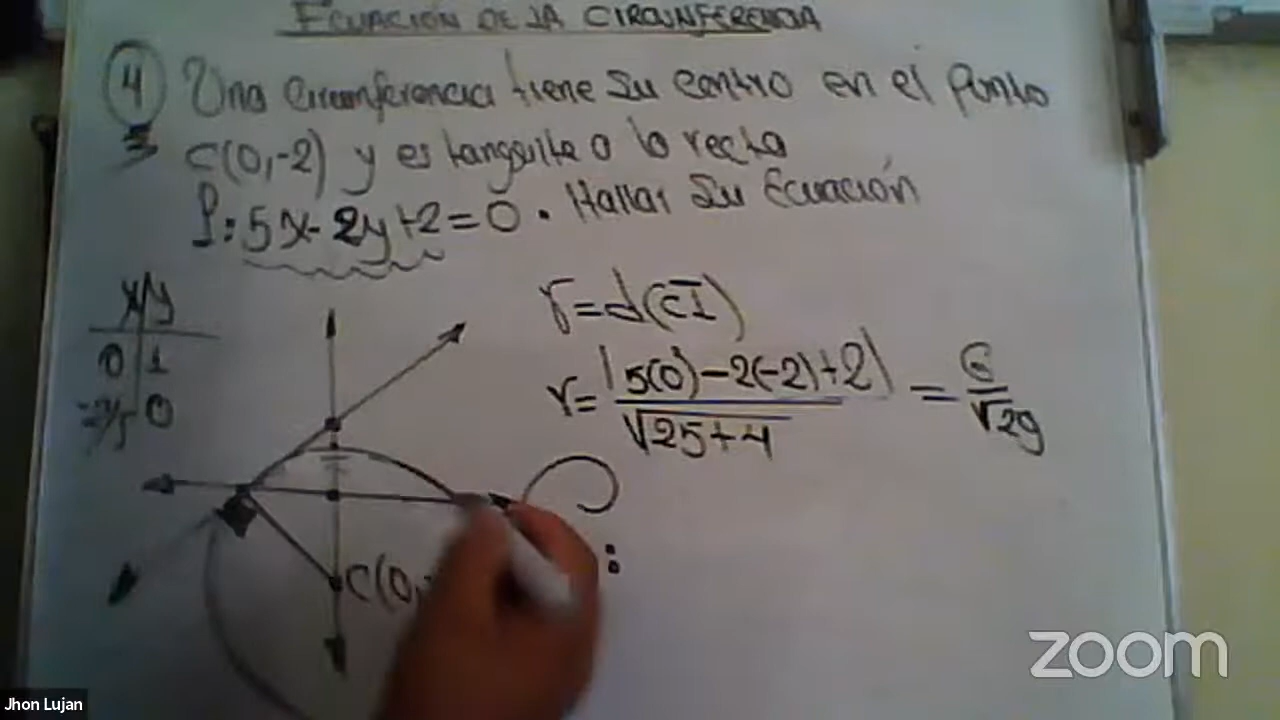 ECUACIÓN DE LA CIRCUNFERENCIA
4 Una circunferencia tiene su centro en el punto
C(0,-2) y es tangente a la recta
l: 5x-2y+2=0 . Hallar su Ecuación
x y
0 1
-2/5 0
r=d(CI)
r= |5(0)-2(-2)+2| / √25+4 = 6/√29
C(0,
:
zoom
Jhon Lujan